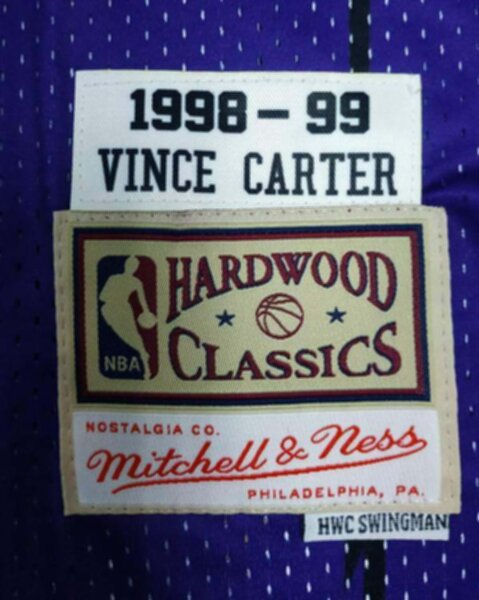 1998-99
VINCE CARTER
HARDWOOD
NBA
CLASSICS
NOSTALGIA CO.
Mitchell & Ness
PHILADELPHIA, PA.
HWC SWINGMAN